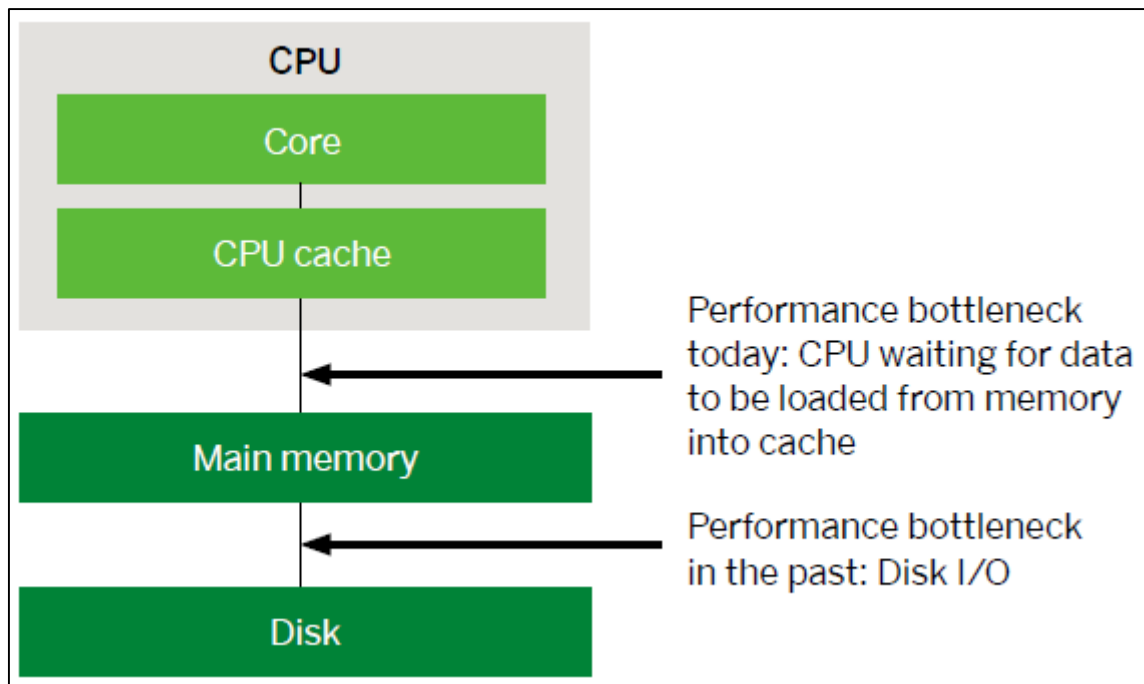 CPU
Core
CPU cache
Performance bottleneck
today: CPU waiting for data
to be loaded from memory
into cache
Main memory
Performance bottleneck
in the past: Disk I/O
Disk